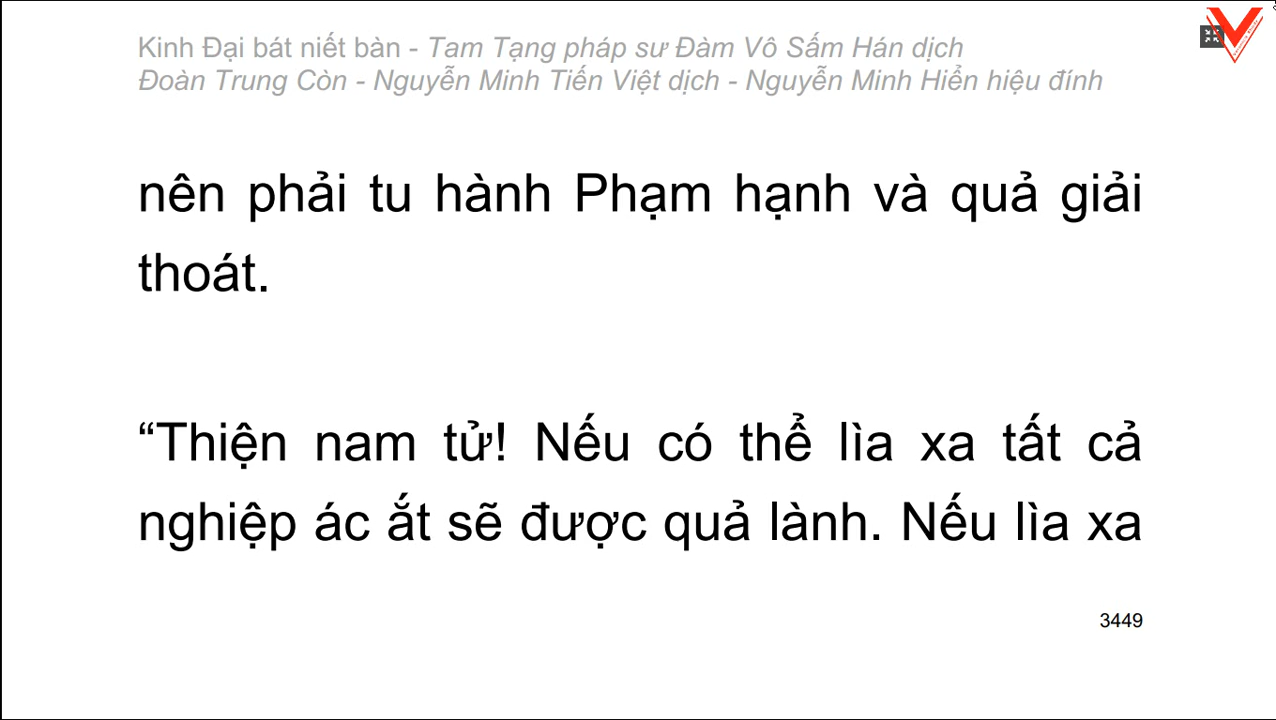 Kinh Đại bát niết bàn - Tam Tạng pháp sư Đàm Vô Sấm Hán dịch
Đoàn Trung Còn - Nguyễn Minh Tiến Việt dịch - Nguyễn Minh Hiển hiệu đính
nên phải tu hành Phạm hạnh và quả giải
thoát.
“Thiện nam tử! Nếu có thể lìa xa tất cả
nghiệp ác ắt sẽ được quả lành. Nếu lìa xa
3449